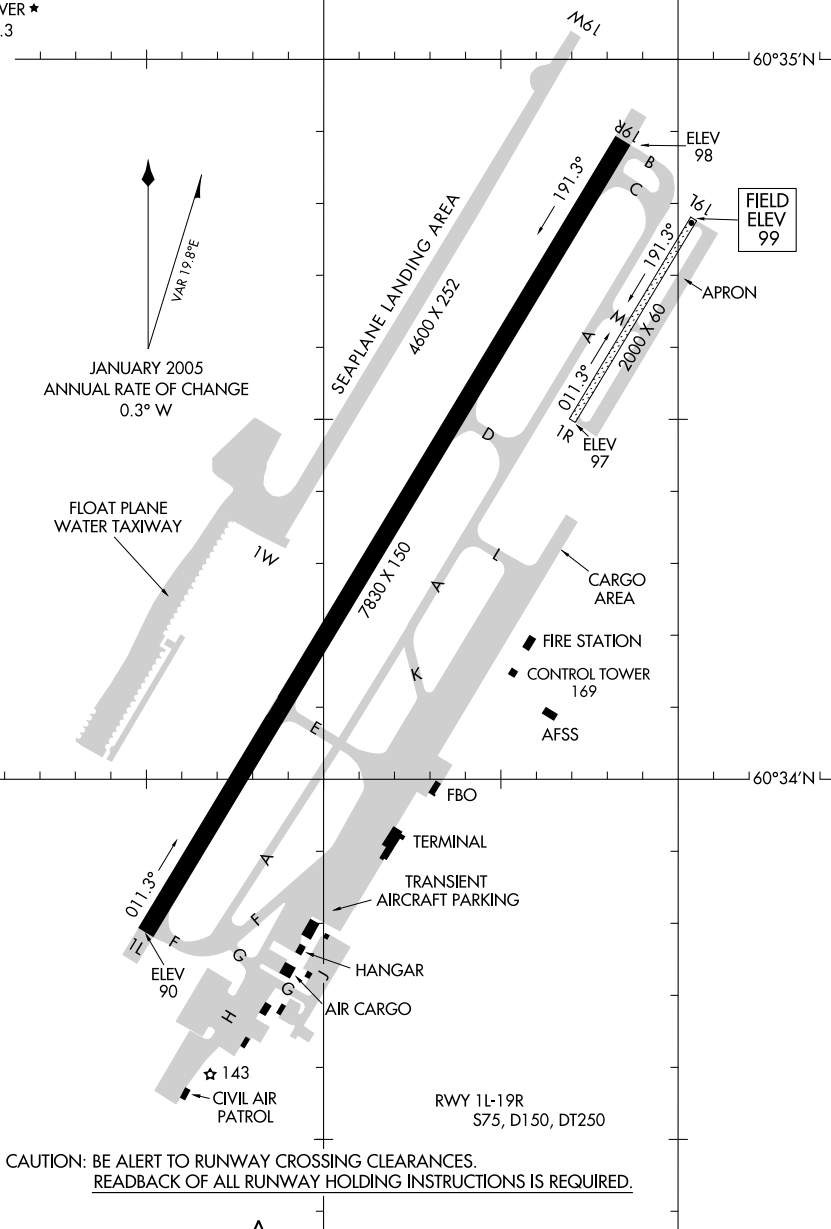 VER ★
.3
19W
60°35'N
19R
ELEV
98
B
C
191.3°
19L
FIELD
ELEV
99
VAR 19.8°E
SEAPLANE LANDING AREA
4600 X 252
191.3°
APRON
JANUARY 2005
ANNUAL RATE OF CHANGE
0.3° W
A
M
2000 X 60
011.3°
1R
ELEV
97
D
FLOAT PLANE
WATER TAXIWAY
1W
7830 X 150
L
A
CARGO
AREA
FIRE STATION
K
CONTROL TOWER
169
E
AFSS
60°34'N
FBO
TERMINAL
A
011.3°
TRANSIENT
AIRCRAFT PARKING
F
1L
F
G
ELEV
90
HANGAR
J
G
AIR CARGO
H
143
CIVIL AIR
PATROL
RWY 1L-19R
S75, D150, DT250
CAUTION: BE ALERT TO RUNWAY CROSSING CLEARANCES.
READBACK OF ALL RUNWAY HOLDING INSTRUCTIONS IS REQUIRED.